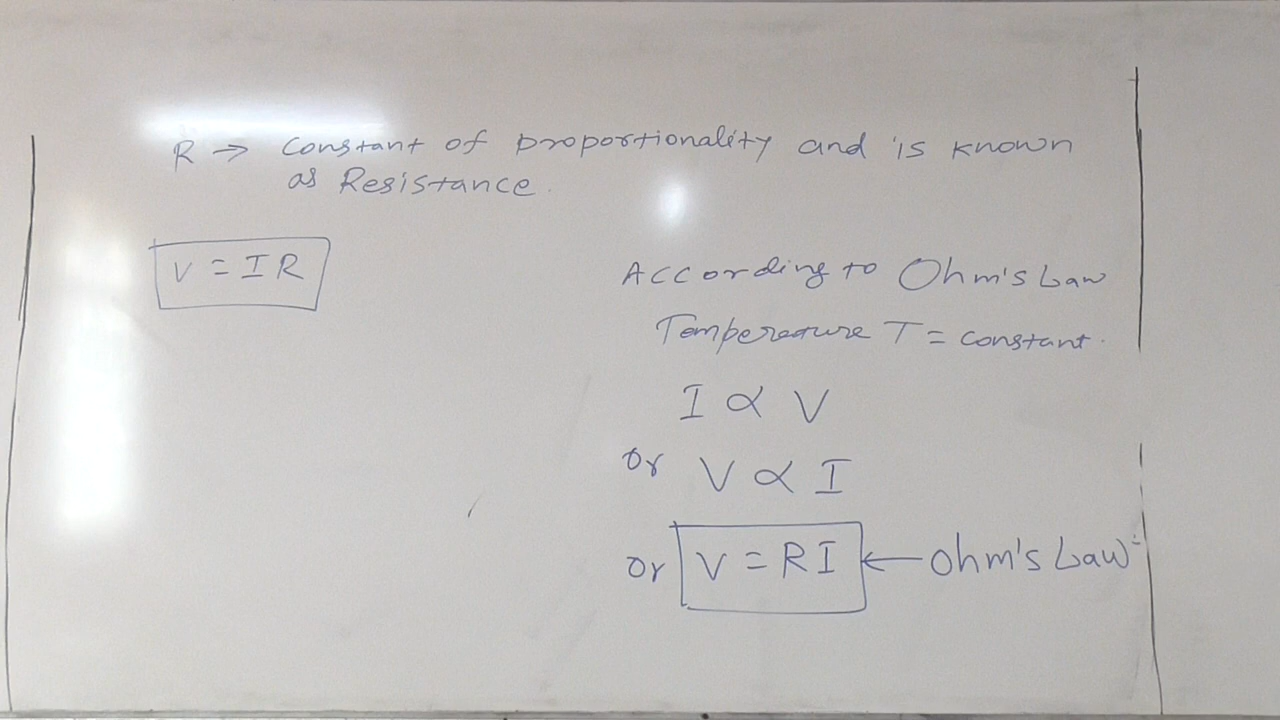 R → Constant of proportionality and is known
as Resistance.
V = IR
According to Ohm's Law
Temperature T = constant.
I ∝ V
or V ∝ I
or V = RI ← Ohm's Law